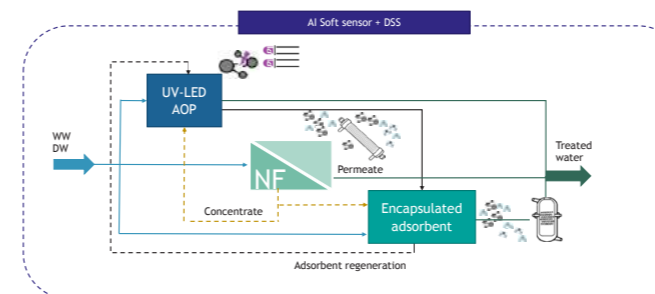 AI Soft sensor + DSS
UV-LED
AOP
WW
DW
NF
Permeate
Treated
water
Concentrate
Encapsulated
adsorbent
Adsorbent regeneration